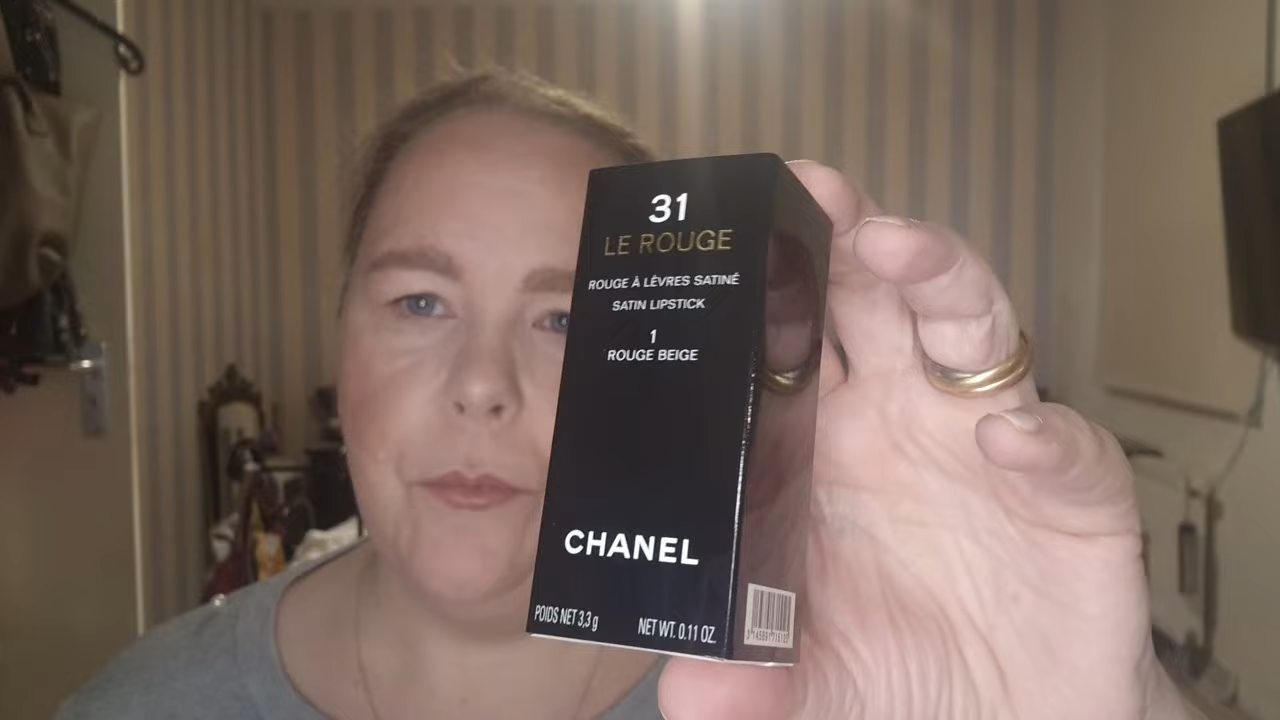 31
LE ROUGE
ROUGE À LÈVRES SATINÉ
SATIN LIPSTICK
1
ROUGE BEIGE
CHANEL
POIDS NET 3,3 g
NET WT. 0.11 OZ.